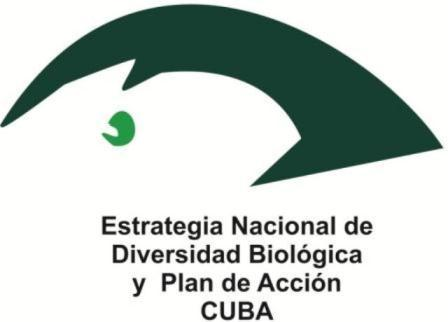 Estrategia Nacional de
Diversidad Biológica
y Plan de Acción
CUBA